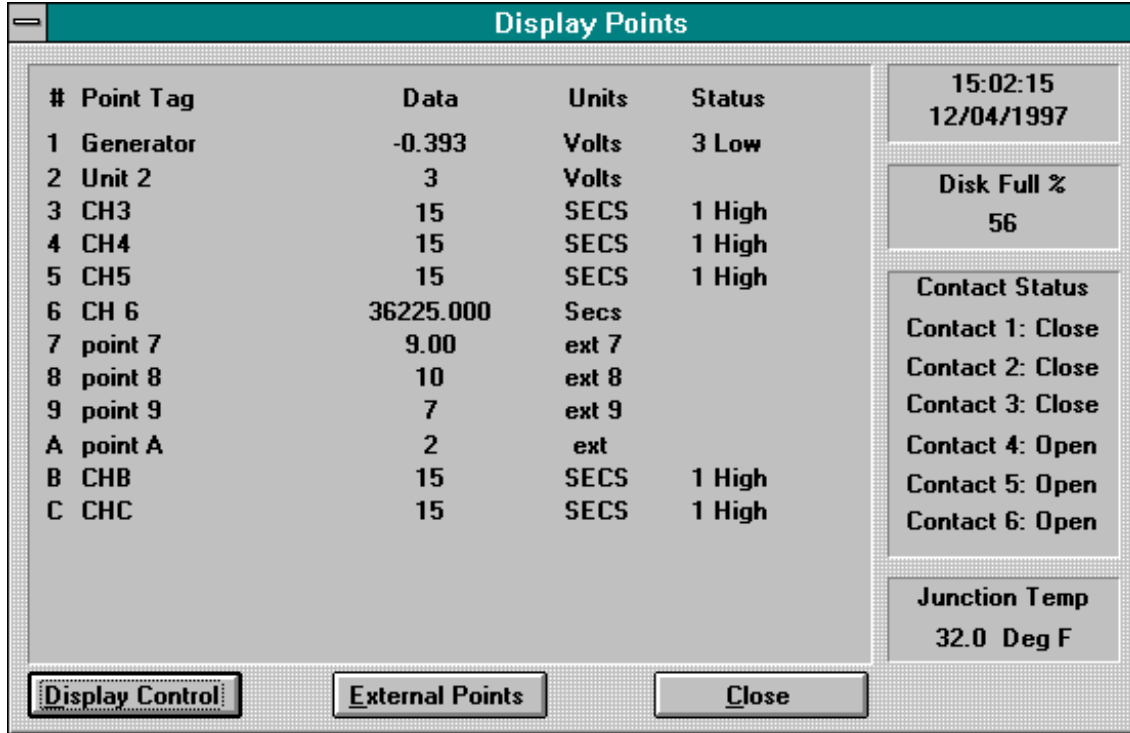 Display Points
# Point Tag Data Units Status
1 Generator -0.393 Volts 3 Low
2 Unit 2 3 Volts
3 CH3 15 SECS 1 High
4 CH4 15 SECS 1 High
5 CH5 15 SECS 1 High
6 CH 6 36225.000 Secs
7 point 7 9.00 ext 7
8 point 8 10 ext 8
9 point 9 7 ext 9
A point A 2 ext
B CHB 15 SECS 1 High
C CHC 15 SECS 1 High
15:02:15
12/04/1997
Disk Full %
56
Contact Status
Contact 1: Close
Contact 2: Close
Contact 3: Close
Contact 4: Open
Contact 5: Open
Contact 6: Open
Junction Temp
32.0 Deg F
Display Control External Points Close